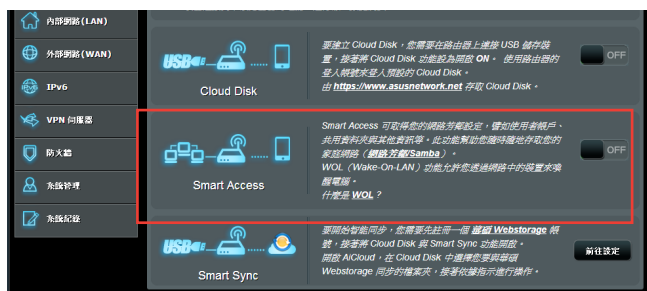 內部網路(LAN)
外部網路(WAN)
IPv6
VPN 伺服器
防火牆
系統管理
系統紀錄
Cloud Disk
要建立 Cloud Disk，您需要在路由器上連接 USB 儲存裝
置，接著將 Cloud Disk 功能設為開啟 ON。 使用路由器的
登入帳號來登入預設的 Cloud Disk。
由 https://www.asusnetwork.net 存取 Cloud Disk。
OFF
Smart Access
Smart Access 可取得您的網路芳鄰設定，譬如使用者帳戶、
共用資料夾與其他資訊等。此功能幫助您隨時隨地存取您的
家庭網路（網路芳鄰/Samba）。
WOL（Wake-On-LAN）功能允許您透過網路中的裝置來喚
醒電腦。
什麼是 WOL？
OFF
Smart Sync
要開始智能同步，您需要先註冊一個 華碩 Webstorage 帳
號，接著將 Cloud Disk 與 Smart Sync 功能開啟。
開啟 AiCloud，在 Cloud Disk 中選擇您要與華碩
Webstorage 同步的檔案夾，接著依據指示進行操作。
前往設定
USB
USB